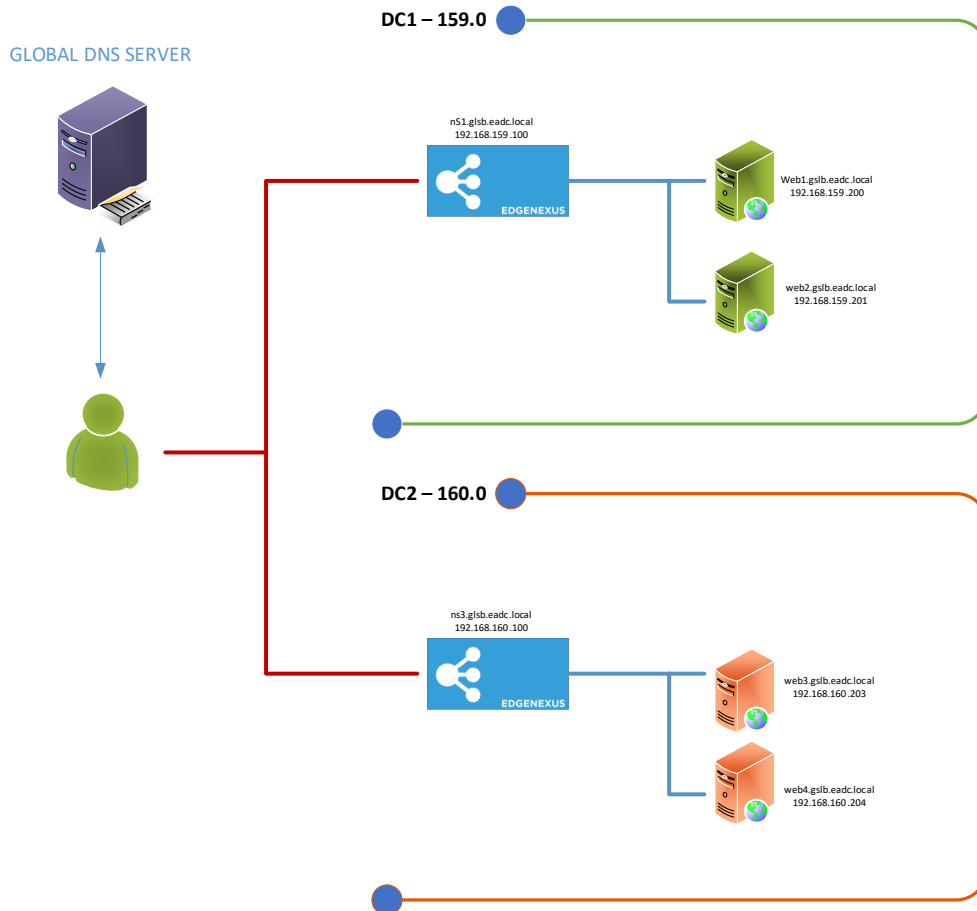 DC1 – 159.0
GLOBAL DNS SERVER
nS1.glsb.eadc.local
192.168.159.100
EDGENEXUS
Web1.gslb.eadc.local
192.168.159.200
web2.gslb.eadc.local
192.168.159.201
DC2 – 160.0
ns3.glsb.eadc.local
192.168.160.100
EDGENEXUS
web3.gslb.eadc.local
192.168.160.203
web4.gslb.eadc.local
192.168.160.204